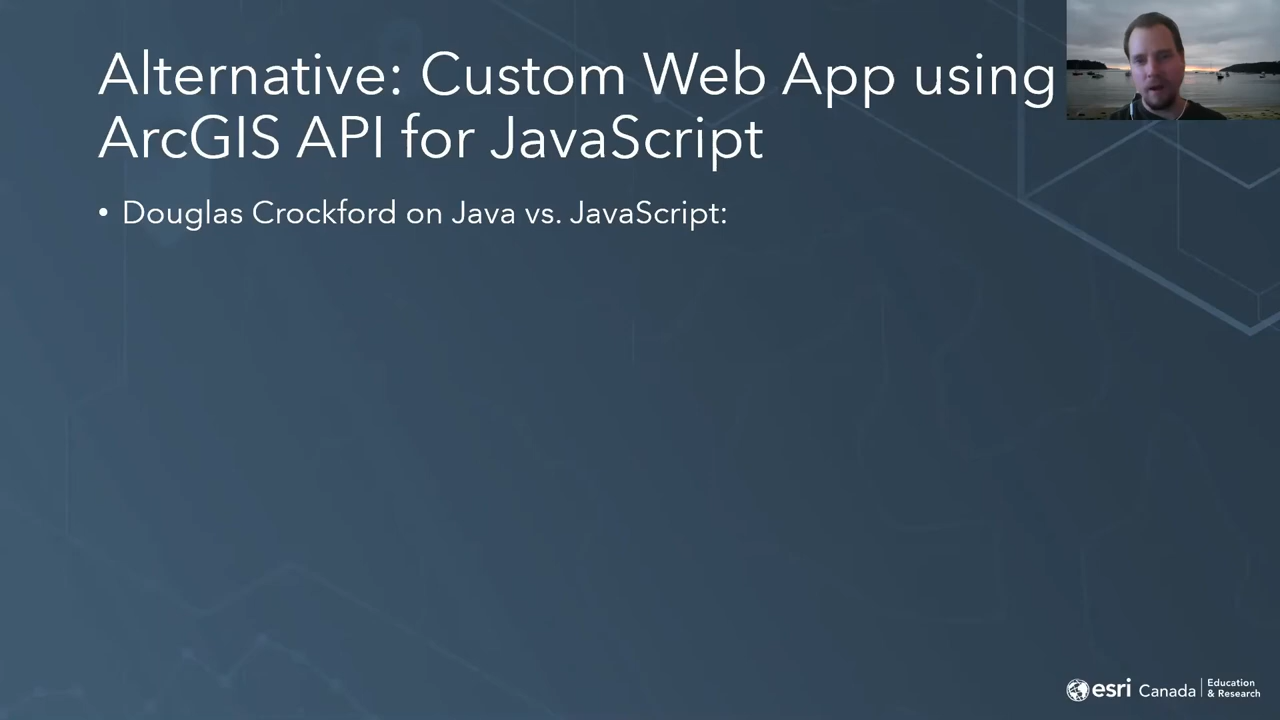 Alternative: Custom Web App using
ArcGIS API for JavaScript
• Douglas Crockford on Java vs. JavaScript:
esri Canada
Education
& Research